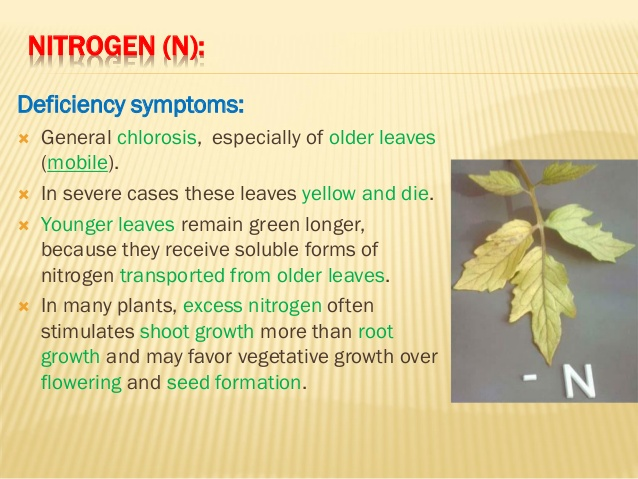 NITROGEN (N):
Deficiency symptoms:
General chlorosis, especially of older leaves
(mobile).
In severe cases these leaves yellow and die.
Younger leaves remain green longer,
because they receive soluble forms of
nitrogen transported from older leaves.
In many plants, excess nitrogen often
stimulates shoot growth more than root
growth and may favor vegetative growth over
flowering and seed formation.
- N